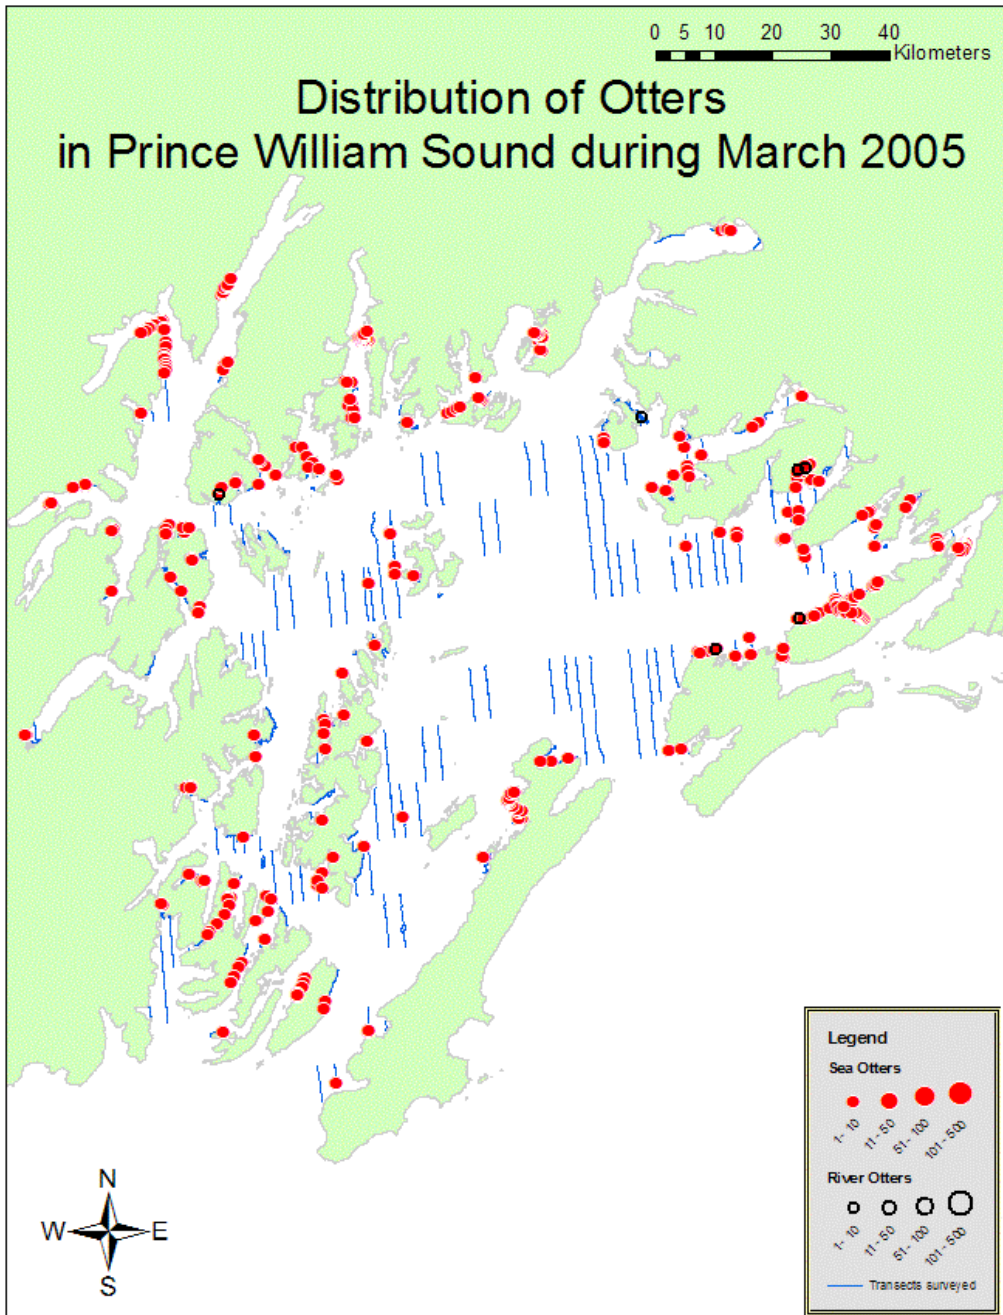 0 5 10 20 30 40
Kilometers
Distribution of Otters
in Prince William Sound during March 2005
Legend
Sea Otters
1 - 10 11 - 50 51 - 100 101 - 500
River Otters
1 - 10 11 - 50 51 - 100 101 - 500
Transects surveyed
N
W E
S